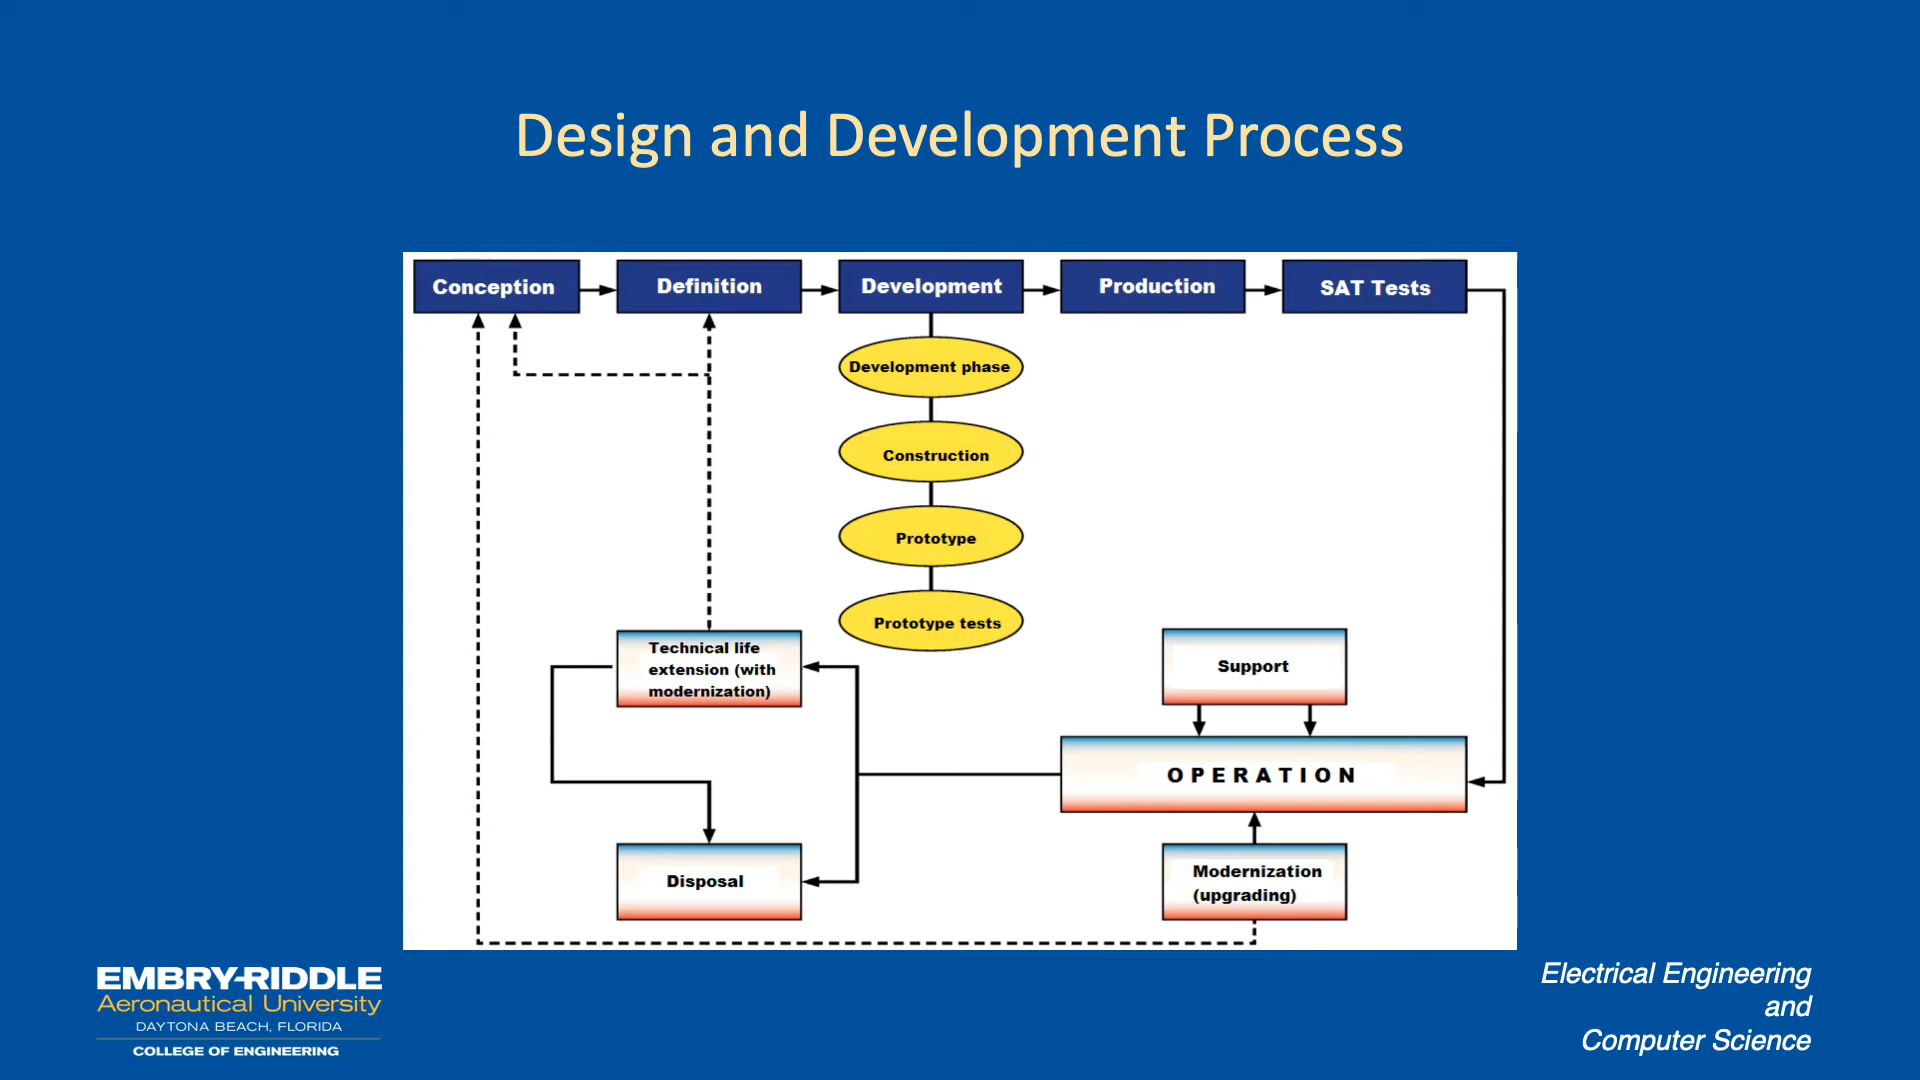 Design and Development Process
Conception
Definition
Development
Production
SAT Tests
Development phase
Construction
Prototype
Prototype tests
Technical life
extension (with
modernization)
Support
OPERATION
Disposal
Modernization
(upgrading)
EMBRY-RIDDLE
Aeronautical University
DAYTONA BEACH, FLORIDA
COLLEGE OF ENGINEERING
Electrical Engineering
and
Computer Science